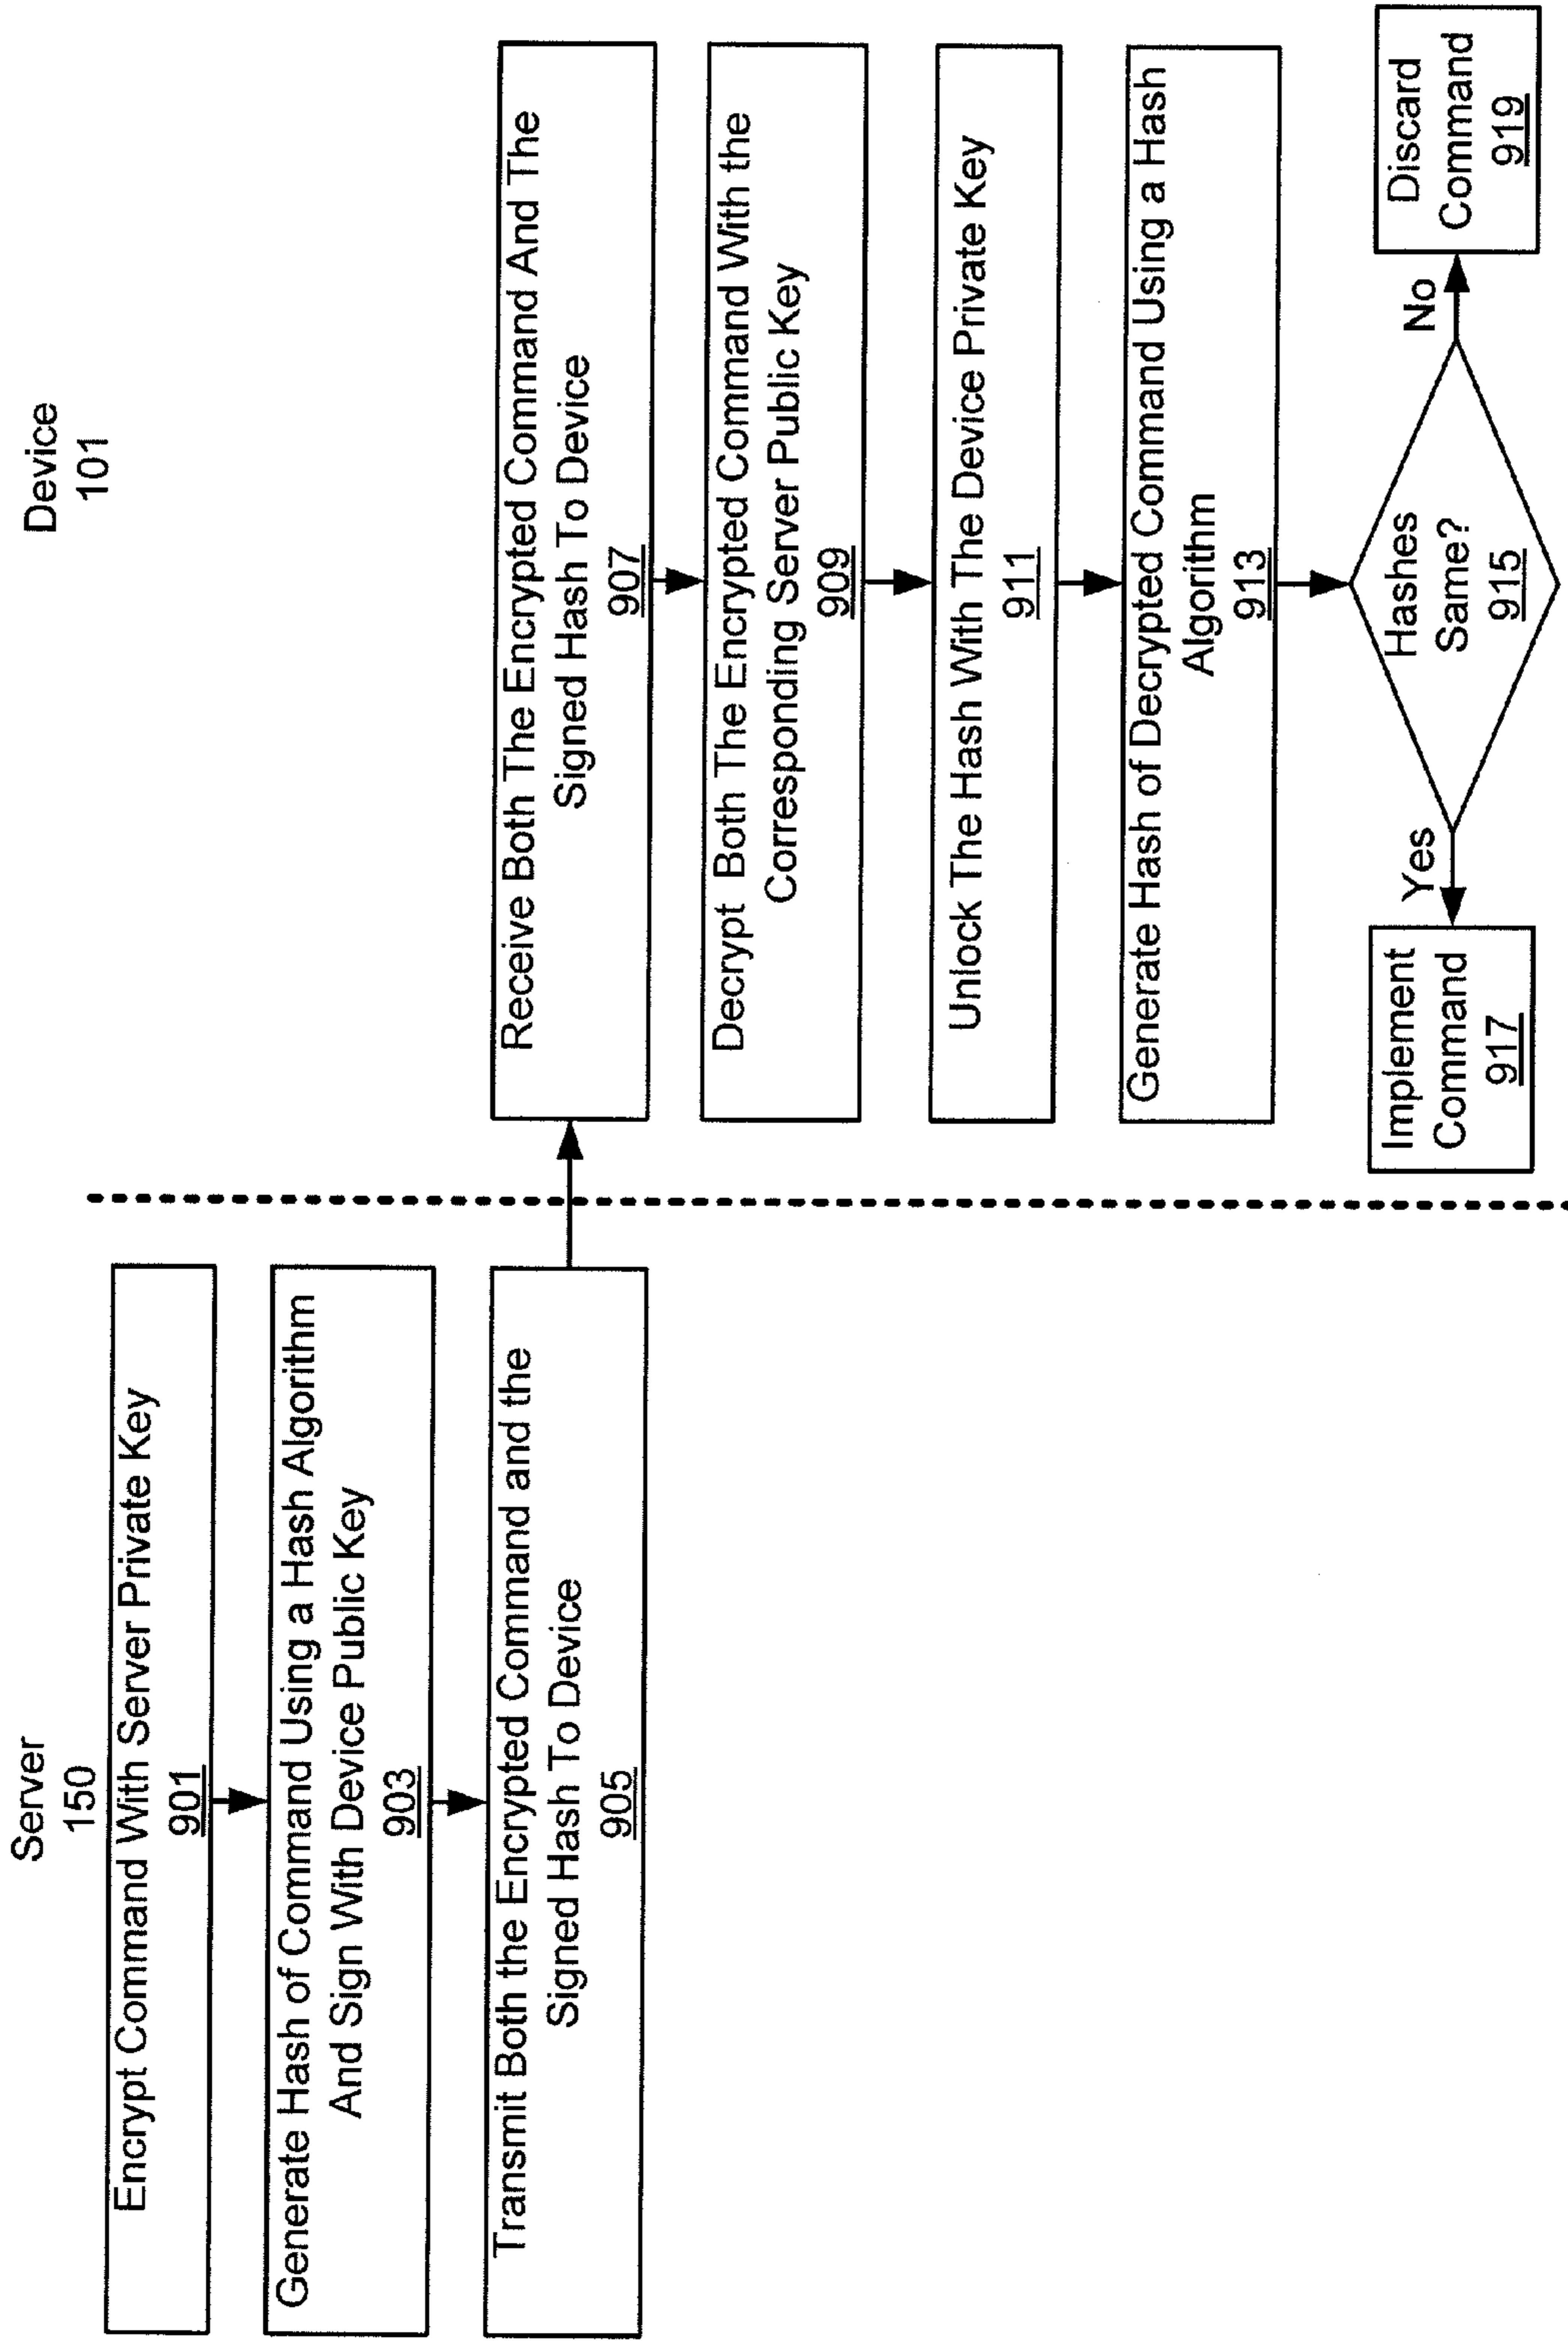 Server
150
Encrypt Command With Server Private Key
901
Generate Hash of Command Using a Hash Algorithm
And Sign With Device Public Key
903
Transmit Both the Encrypted Command and the
Signed Hash To Device
905
Device
101
Receive Both The Encrypted Command And The
Signed Hash To Device
907
Decrypt Both The Encrypted Command With the
Corresponding Server Public Key
909
Unlock The Hash With The Device Private Key
911
Generate Hash of Decrypted Command Using a Hash
Algorithm
913
Hashes
Same?
915
Yes
No
Implement
Command
917
Discard
Command
919